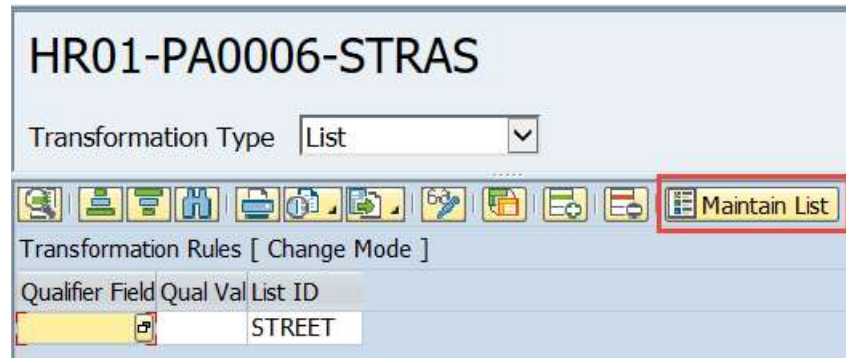 HR01-PA0006-STRAS
Transformation Type List
Maintain List
Transformation Rules [ Change Mode ]
Qualifier Field Qual Val List ID
STREET